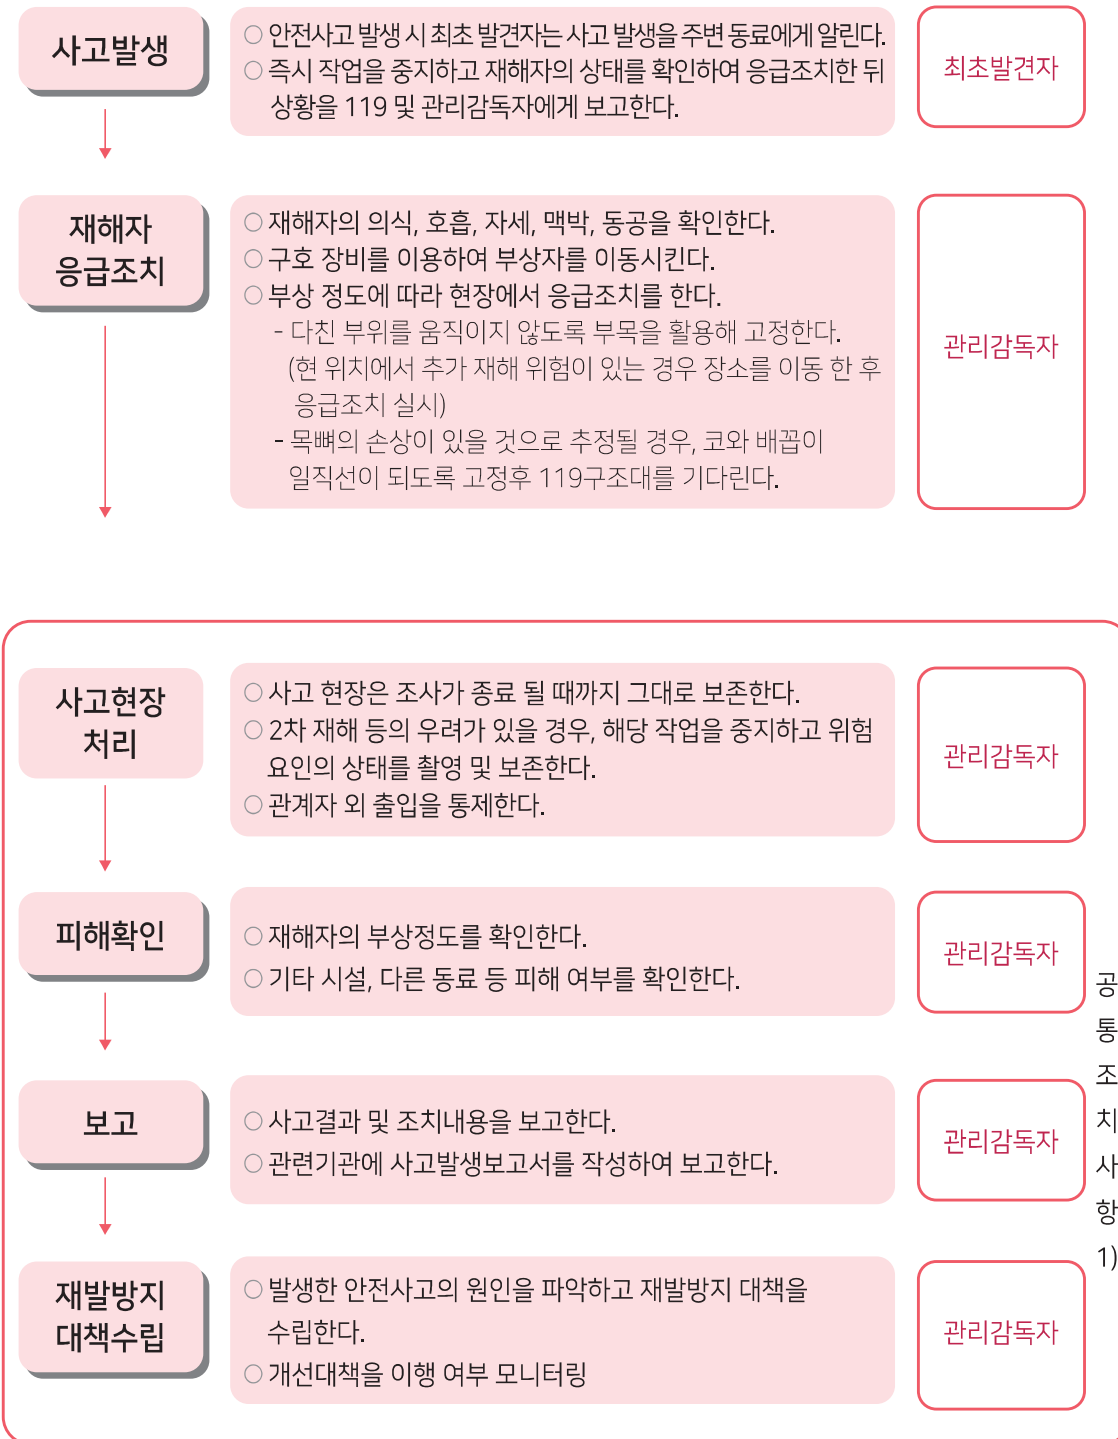 사고발생
○ 안전사고 발생 시 최초 발견자는 사고 발생을 주변 동료에게 알린다.
○ 즉시 작업을 중지하고 재해자의 상태를 확인하여 응급조치한 뒤
상황을 119 및 관리감독자에게 보고한다.
최초발견자
재해자
응급조치
○ 재해자의 의식, 호흡, 자세, 맥박, 동공을 확인한다.
○ 구호 장비를 이용하여 부상자를 이동시킨다.
○ 부상 정도에 따라 현장에서 응급조치를 한다.
- 다친 부위를 움직이지 않도록 부목을 활용해 고정한다.
(현 위치에서 추가 재해 위험이 있는 경우 장소를 이동 한 후
응급조치 실시)
- 목뼈의 손상이 있을 것으로 추정될 경우, 코와 배꼽이
일직선이 되도록 고정후 119구조대를 기다린다.
관리감독자
사고현장
처리
○ 사고 현장은 조사가 종료 될 때까지 그대로 보존한다.
○ 2차 재해 등의 우려가 있을 경우, 해당 작업을 중지하고 위험
요인의 상태를 촬영 및 보존한다.
○ 관계자 외 출입을 통제한다.
관리감독자
피해확인
○ 재해자의 부상정도를 확인한다.
○ 기타 시설, 다른 동료 등 피해 여부를 확인한다.
관리감독자
보고
○ 사고결과 및 조치내용을 보고한다.
○ 관련기관에 사고발생보고서를 작성하여 보고한다.
관리감독자
재발방지
대책수립
○ 발생한 안전사고의 원인을 파악하고 재발방지 대책을
수립한다.
○ 개선대책을 이행 여부 모니터링
관리감독자
공
통
조
치
사
항
1)